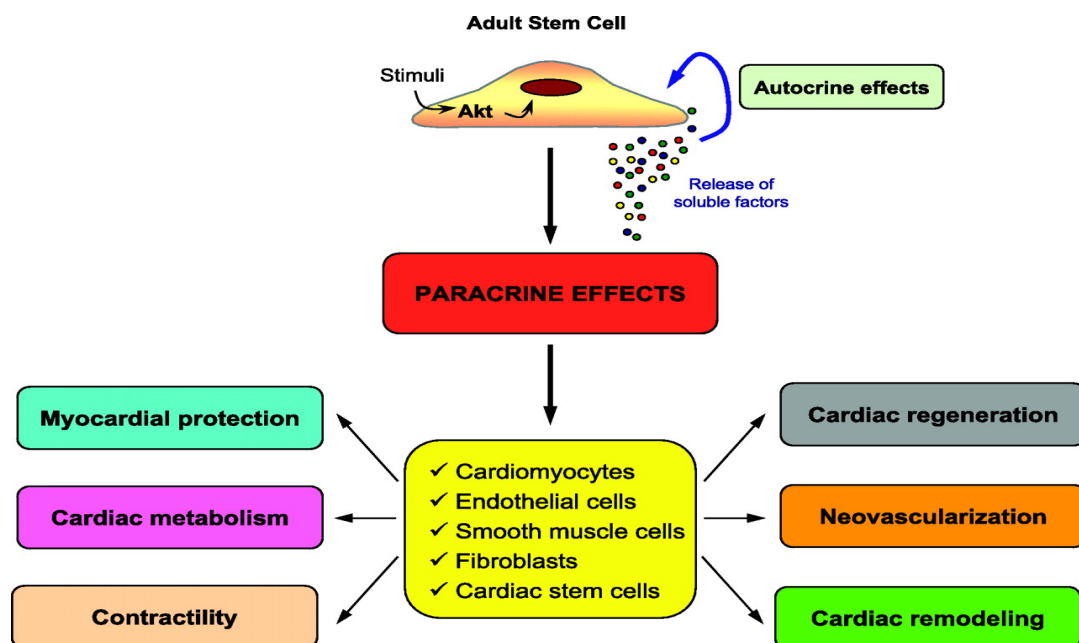 Adult Stem Cell
Stimuli
Akt
Autocrine effects
Release of
soluble factors
PARACRINE EFFECTS
Myocardial protection
Cardiac metabolism
Contractility
✓ Cardiomyocytes
✓ Endothelial cells
✓ Smooth muscle cells
✓ Fibroblasts
✓ Cardiac stem cells
Cardiac regeneration
Neovascularization
Cardiac remodeling